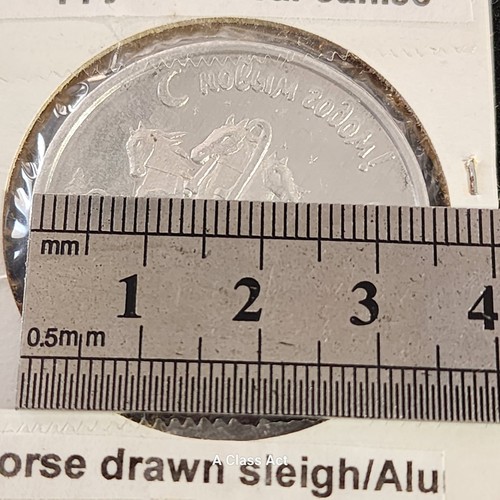 С новым годом!
mm
1 2 3 4
0.5mm
orse drawn sleigh/Alu
A Class Act